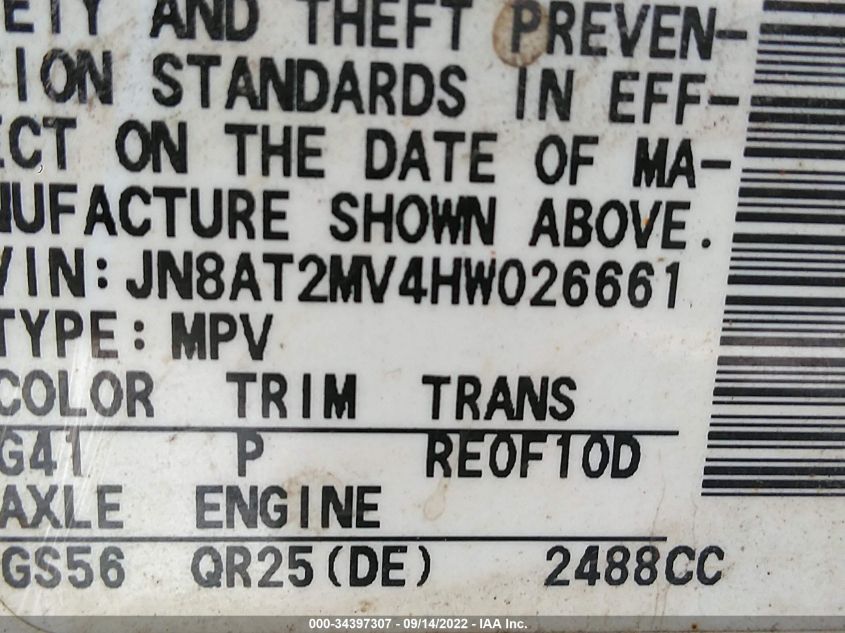 ETY AND THEFT PREVEN-
ION STANDARDS IN EFF-
ECT ON THE DATE OF MA-
NUFACTURE SHOWN ABOVE.
VIN: JN8AT2MV4HW026661
TYPE: MPV
COLOR TRIM TRANS
G41 P RE0F10D
AXLE ENGINE
GS56 QR25(DE) 2488CC
000-34397307 - 09/14/2022 - IAA Inc.